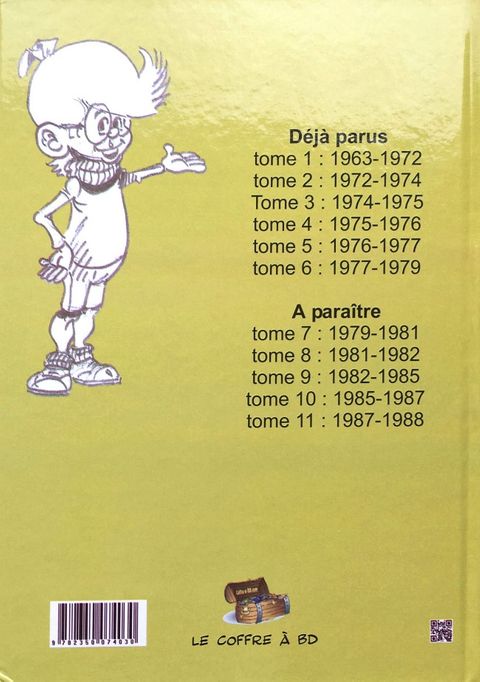 Déjà parus
tome 1 : 1963-1972
tome 2 : 1972-1974
Tome 3 : 1974-1975
tome 4 : 1975-1976
tome 5 : 1976-1977
tome 6 : 1977-1979
A paraître
tome 7 : 1979-1981
tome 8 : 1981-1982
tome 9 : 1982-1985
tome 10 : 1985-1987
tome 11 : 1987-1988
LE COFFRE À BD
9782350074030